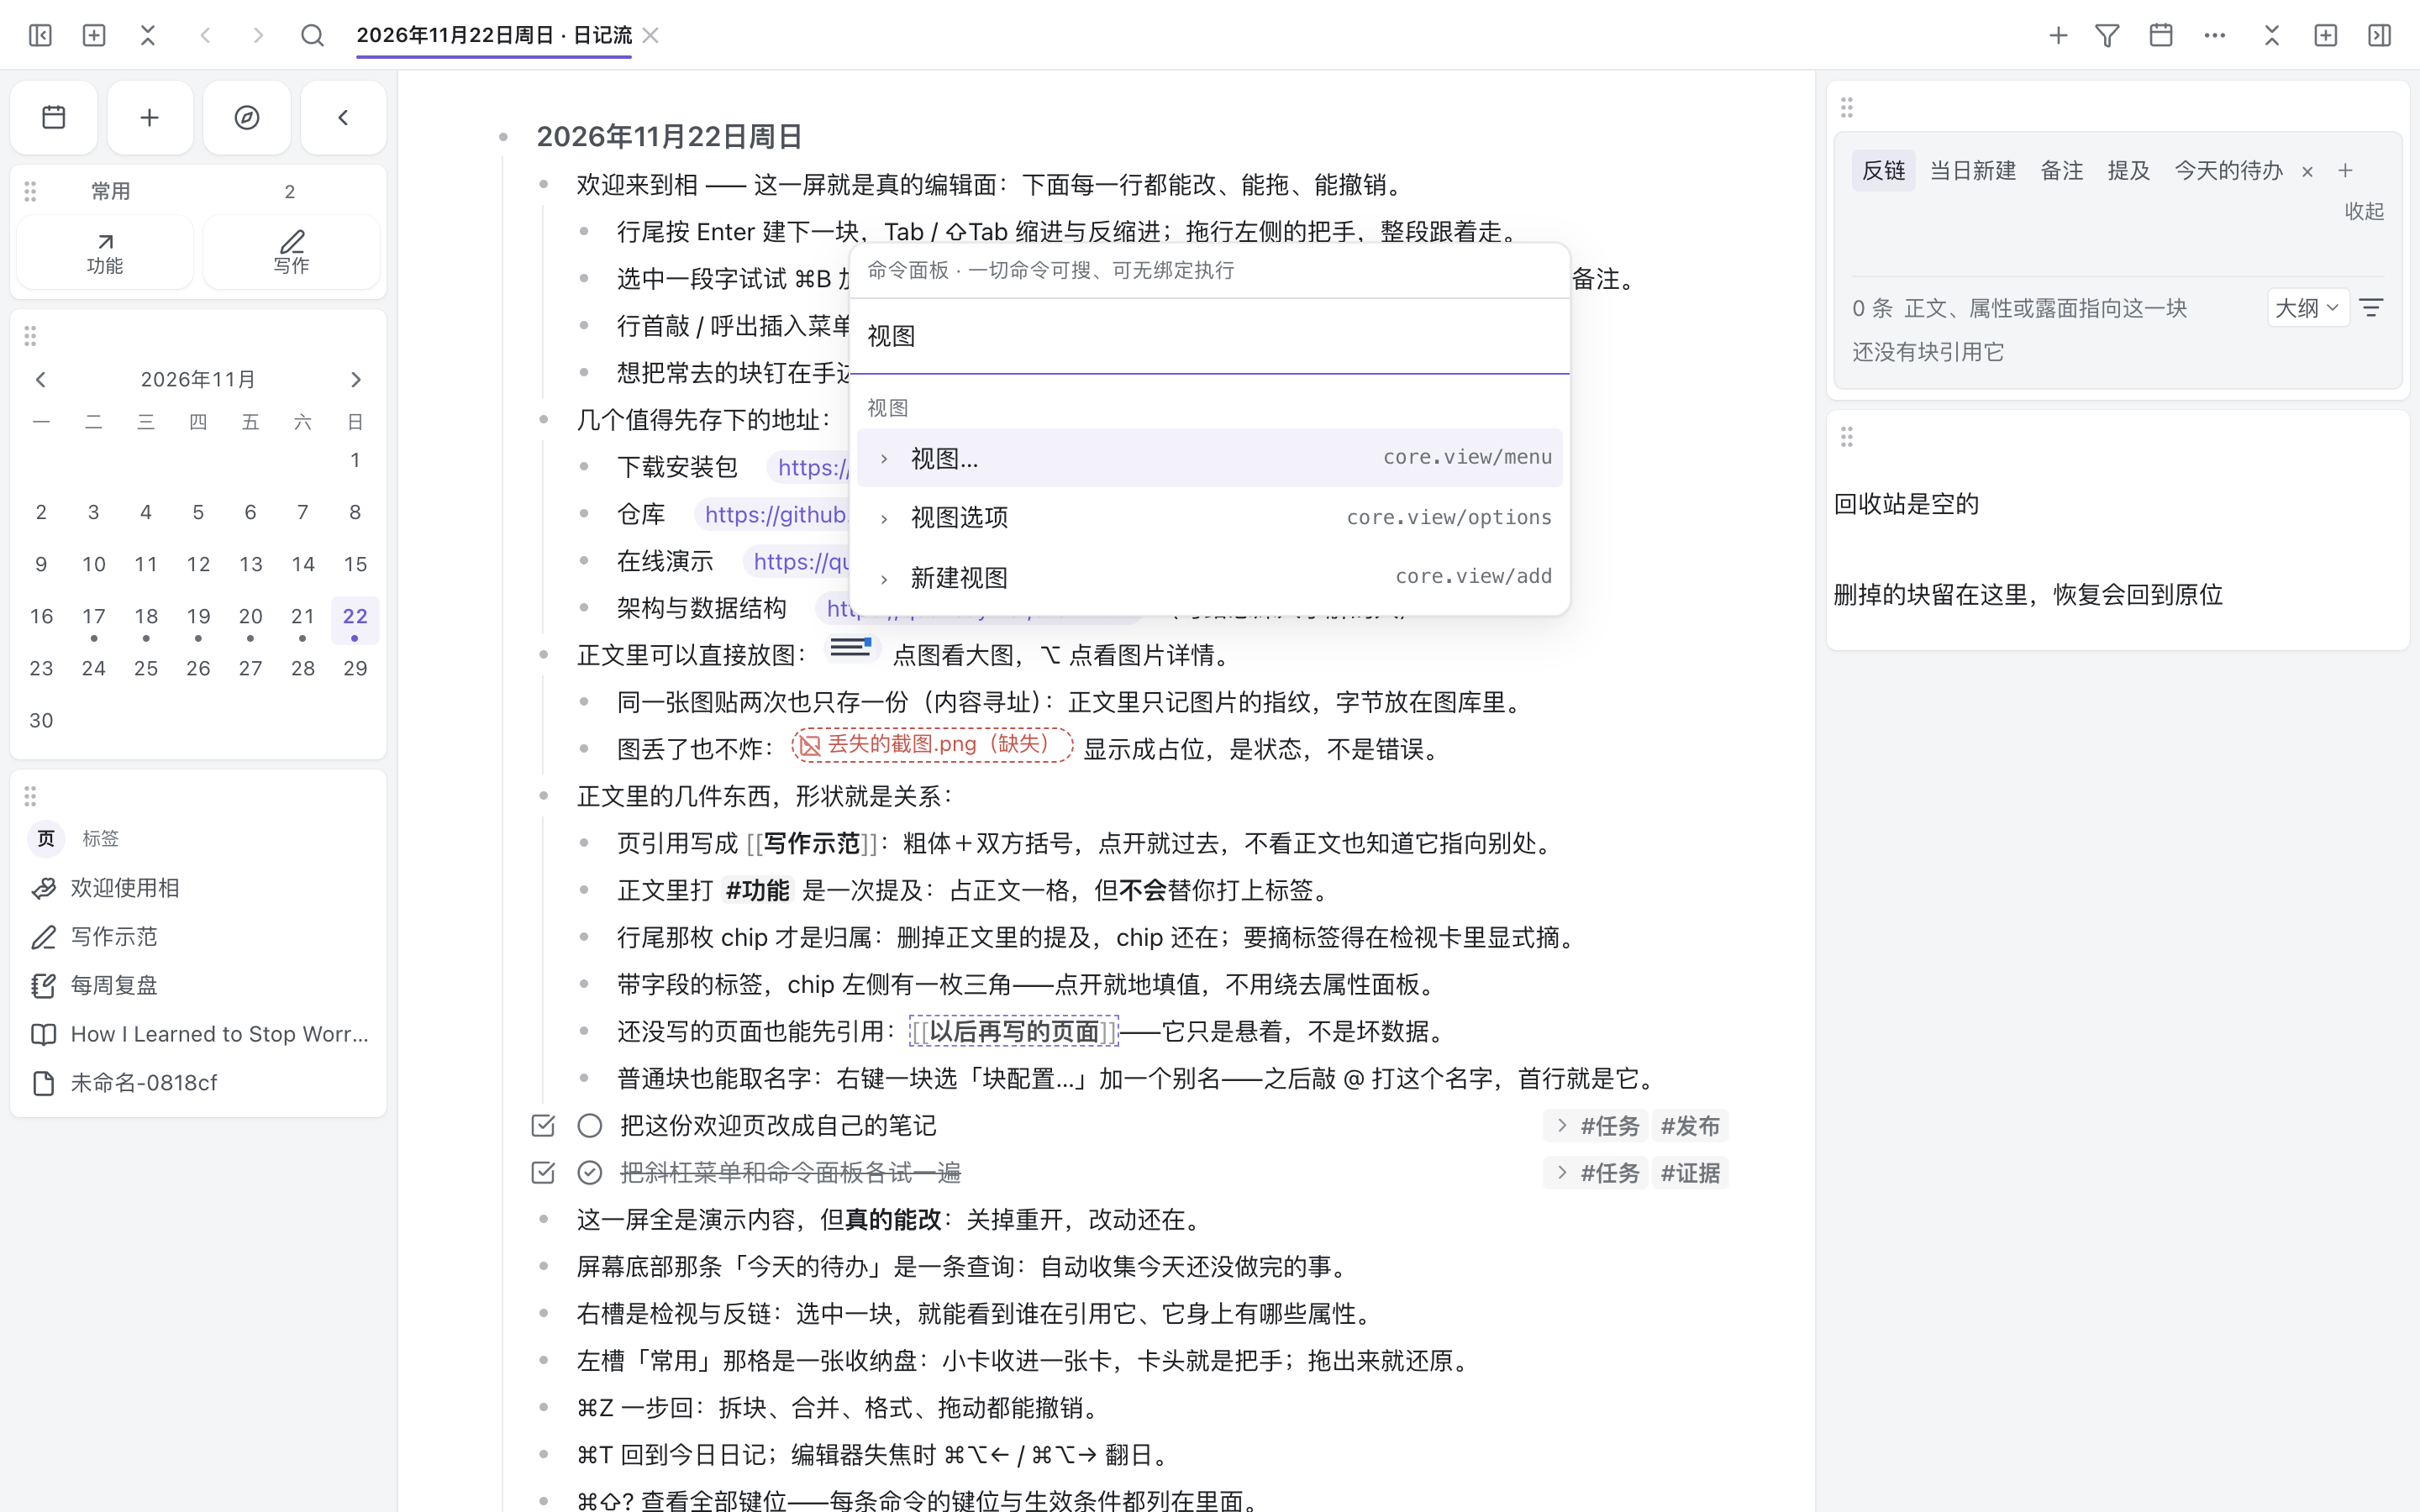 2026年11月22日周日 · 日记流
常用 2
功能
写作
2026年11月
一 二 三 四 五 六 日
1
2 3 4 5 6 7 8
9 10 11 12 13 14 15
16 17 18 19 20 21 22
23 24 25 26 27 28 29
30
页 标签
欢迎使用相
写作示范
每周复盘
How I Learned to Stop Worr...
未命名-0818cf
2026年11月22日周日
欢迎来到相 —— 这一屏就是真的编辑面：下面每一行都能改、能拖、能撤销。
行尾按 Enter 建下一块，Tab / ⇧Tab 缩进与反缩进；拖行左侧的把手，整段跟着走。
选中一段字试试 ⌘B
备注。
行首敲 / 呼出插入菜单
想把常去的块钉在手
几个值得先存下的地址：
下载安装包 https:/
仓库 https://github.
在线演示 https://qu
架构与数据结构
命令面板 · 一切命令可搜、可无绑定执行
视图
视图
视图... core.view/menu
视图选项 core.view/options
新建视图 core.view/add
正文里可以直接放图： 点图看大图，⌥ 点看图片详情。
同一张图贴两次也只存一份（内容寻址）：正文里只记图片的指纹，字节放在图库里。
图丢了也不炸： 丢失的截图.png（缺失） 显示成占位，是状态，不是错误。
正文里的几件东西，形状就是关系：
页引用写成 [[写作示范]]：粗体＋双方括号，点开就过去，不看正文也知道它指向别处。
正文里打 #功能 是一次提及：占正文一格，但不会替你打上标签。
行尾那枚 chip 才是归属：删掉正文里的提及，chip 还在；要摘标签得在检视卡里显式摘。
带字段的标签，chip 左侧有一枚三角——点开就地填值，不用绕去属性面板。
还没写的页面也能先引用：[[以后再写的页面]]——它只是悬着，不是坏数据。
普通块也能取名字：右键一块选「块配置…」加一个别名——之后敲 @ 打这个名字，首行就是它。
把这份欢迎页改成自己的笔记 #任务 #发布
把斜杠菜单和命令面板各试一遍 #任务 #证据
这一屏全是演示内容，但真的能改：关掉重开，改动还在。
屏幕底部那条「今天的待办」是一条查询：自动收集今天还没做完的事。
右槽是检视与反链：选中一块，就能看到谁在引用它、它身上有哪些属性。
左槽「常用」那格是一张收纳盘：小卡收进一张卡，卡头就是把手；拖出来就还原。
⌘Z 一步回：拆块、合并、格式、拖动都能撤销。
⌘T 回到今日日记；编辑器失焦时 ⌘⌥← / ⌘⌥→ 翻日。
⌘⇧? 查看全部键位——每条命令的键位与生效条件都列在里面。
反链 当日新建 备注 提及 今天的待办 × +
收起
0 条 正文、属性或露面指向这一块 大纲
还没有块引用它
回收站是空的
删掉的块留在这里，恢复会回到原位